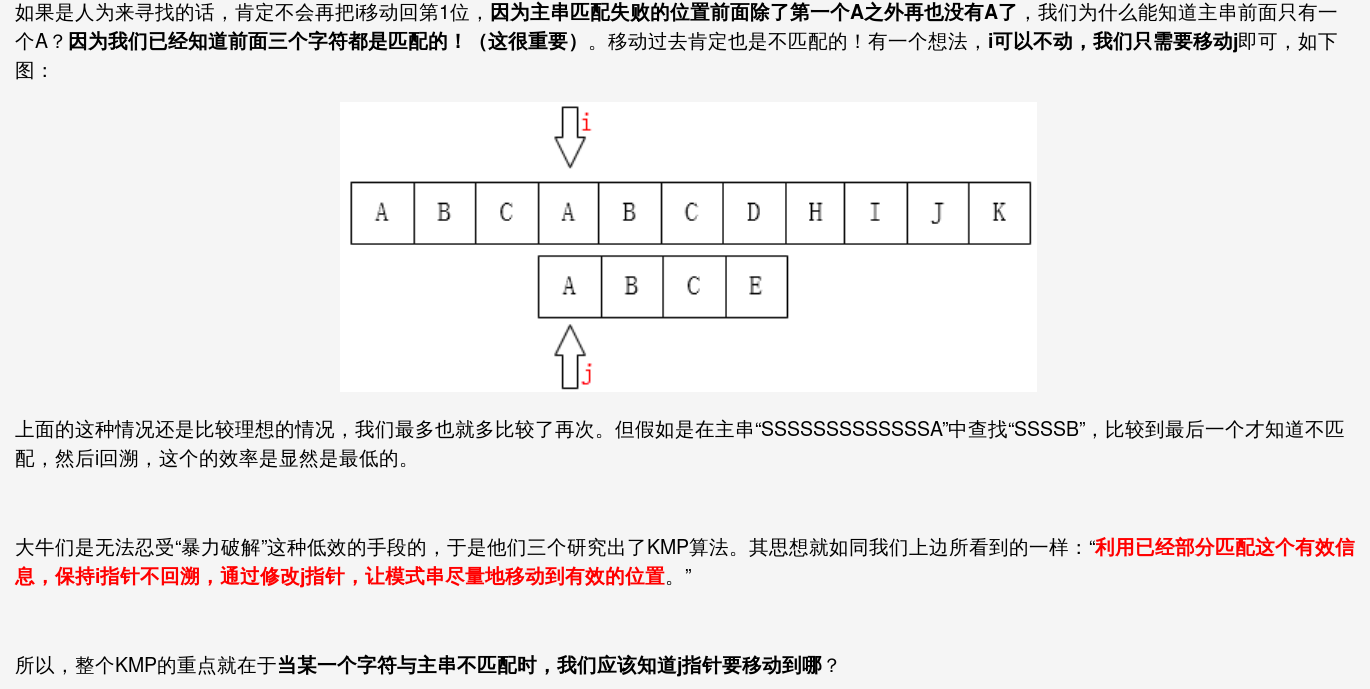 如果是人为来寻找的话，肯定不会再把i移动回第1位，因为主串匹配失败的位置前面除了第一个A之外再也没有A了，我们为什么能知道主串前面只有一
个A？因为我们已经知道前面三个字符都是匹配的！（这很重要）。移动过去肯定也是不匹配的！有一个想法，i可以不动，我们只需要移动j即可，如下
图：
i
A B C A B C D H I J K
A B C E
j
上面的这种情况还是比较理想的情况，我们最多也就多比较了再次。但假如是在主串“SSSSSSSSSSSSSA”中查找“SSSSB”，比较到最后一个才知道不匹
配，然后i回溯，这个的效率是显然是最低的。
大牛们是无法忍受“暴力破解”这种低效的手段的，于是他们三个研究出了KMP算法。其思想就如同我们上边所看到的一样：“利用已经部分匹配这个有效信
息，保持i指针不回溯，通过修改j指针，让模式串尽量地移动到有效的位置。”
所以，整个KMP的重点就在于当某一个字符与主串不匹配时，我们应该知道j指针要移动到哪？